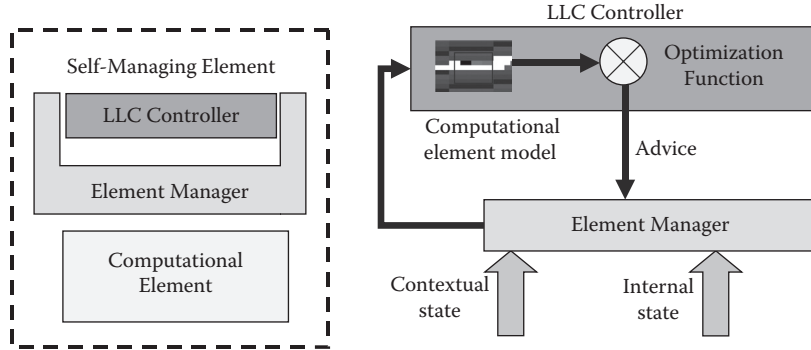 Self-Managing Element
LLC Controller
Element Manager
Computational
Element
LLC Controller
Optimization
Function
Computational
element model
Advice
Element Manager
Contextual
state
Internal
state